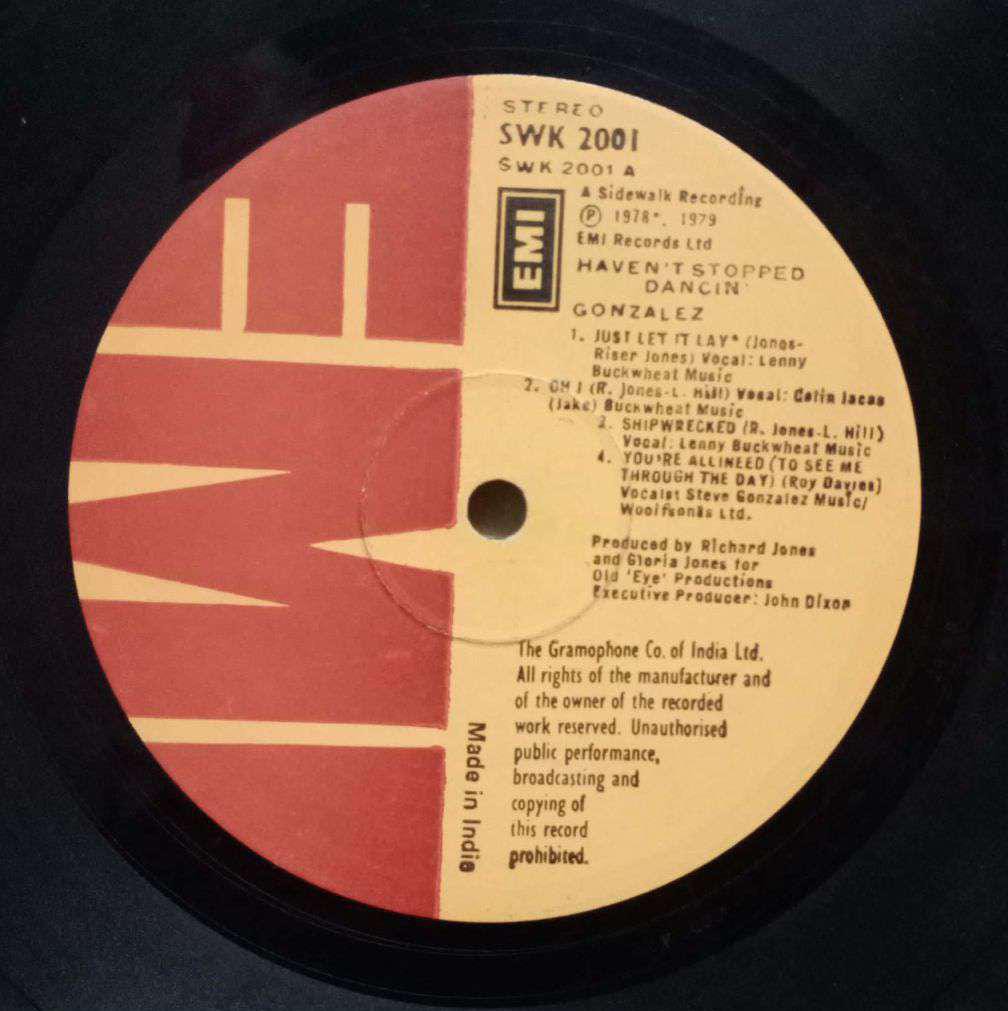 STEREO
SWK 2001
SWK 2001 A
EMI
A Sidewalk Recording
Ⓟ 1978*, 1979
EMI Records Ltd
HAVEN'T STOPPED
DANCIN'
GONZALEZ
1. JUST LET IT LAY* (Jones-
Riser Jones) Vocal: Lenny
Buckwheat Music
2. OH I (R. Jones-L. Hill) Vocal: Colin Jacas
(Jake) Buckwheat Music
3. SHIPWRECKED (R. Jones-L. Hill)
Vocal: Lenny Buckwheat Music
4. YOU'RE ALL I NEED (TO SEE ME
THROUGH THE DAY) (Roy Davies)
Vocalst Steve Gonzalez Music/
Woolfsongs Ltd.
Produced by Richard Jones
and Gloria Jones for
Old 'Eye' Productions
Executive Producer: John Dixon
The Gramophone Co. of India Ltd.
All rights of the manufacturer and
of the owner of the recorded
work reserved. Unauthorised
public performance,
broadcasting and
copying of
this record
prohibited.
Made in India
EMI